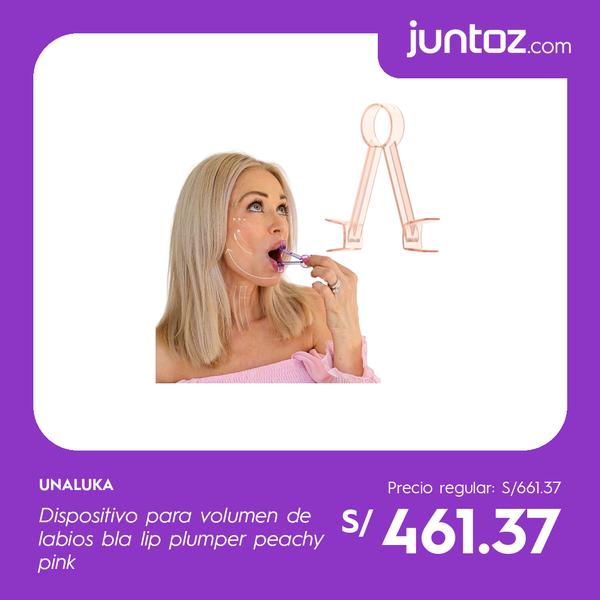 juntoz.com
UNALUKA
Dispositivo para volumen de
labios bla lip plumper peachy
pink
Precio regular: S/661.37
S/ 461.37